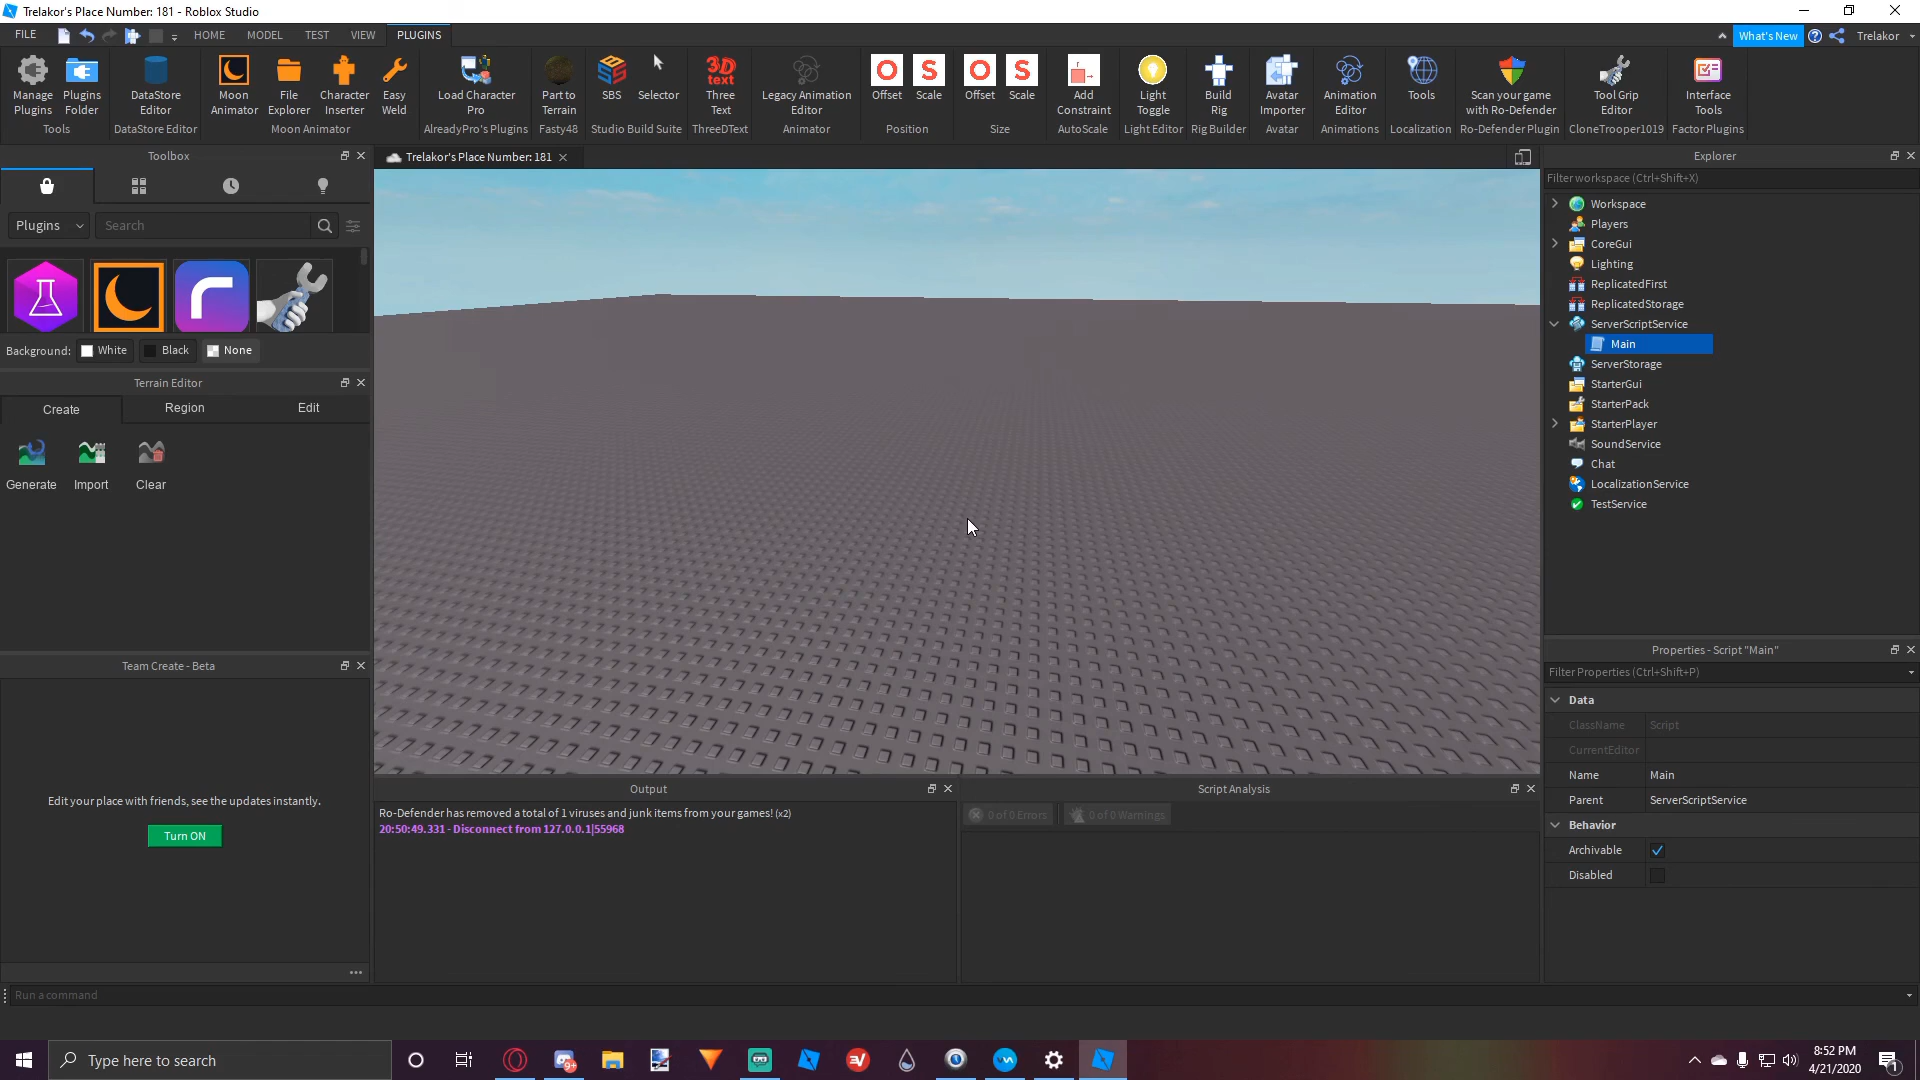 Trelakor's Place Number: 181 - Roblox Studio
FILE HOME MODEL TEST VIEW PLUGINS What's New Trelakor
Manage Plugins
Plugins Folder
Tools
DataStore Editor
DataStore Editor
Moon Animator
File Explorer
Character Inserter
Easy Weld
Moon Animator
Load Character Pro
AlreadyPro's Plugins
Part to Terrain
Fasty48
SBS
Selector
Studio Build Suite
3D text
Three Text
ThreeDText
Legacy Animation Editor
Animator
O
Offset
S
Scale
Position
O
Offset
S
Scale
Size
Add Constraint
AutoScale
Light Toggle
Light Editor
Build Rig
Rig Builder
Avatar Importer
Avatar
Animation Editor
Animations
Tools
Localization
Scan your game with Ro-Defender
Ro-Defender Plugin
Tool Grip Editor
CloneTrooper1019
Interface Tools
Factor Plugins
Toolbox
Plugins Search
Background: White Black None
Terrain Editor
Create Region Edit
Generate Import Clear
Team Create - Beta
Edit your place with friends, see the updates instantly.
Turn ON
Trelakor's Place Number: 181
Output
Ro-Defender has removed a total of 1 viruses and junk items from your games! (x2)
20:50:49.331 - Disconnect from 127.0.0.1|55968
Script Analysis
0 of 0 Errors 0 of 0 Warnings
Explorer
Filter workspace (Ctrl+Shift+X)
Workspace
Players
CoreGui
Lighting
ReplicatedFirst
ReplicatedStorage
ServerScriptService
Main
ServerStorage
StarterGui
StarterPack
StarterPlayer
SoundService
Chat
LocalizationService
TestService
Properties - Script "Main"
Filter Properties (Ctrl+Shift+P)
Data
ClassName Script
CurrentEditor
Name Main
Parent ServerScriptService
Behavior
Archivable
Disabled
Run a command
Type here to search
8:52 PM
4/21/2020